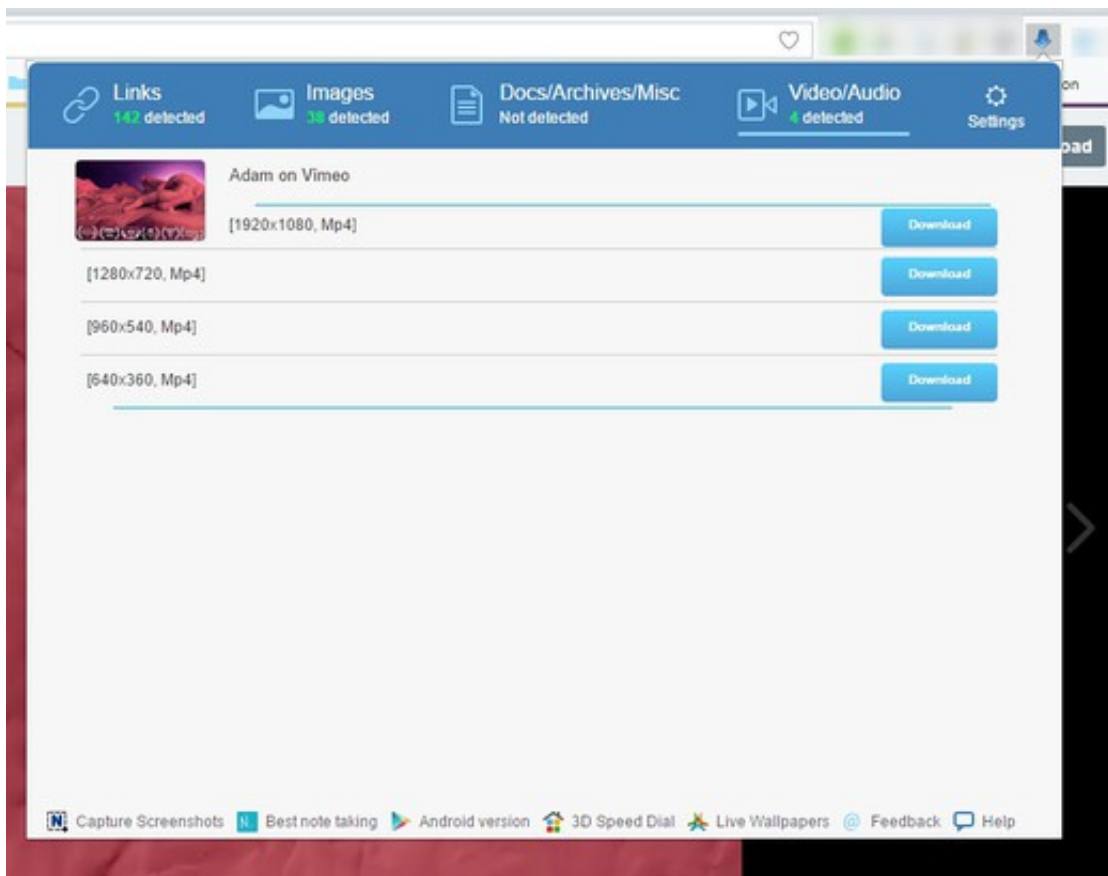 on
Links
142 detected
Images
38 detected
Docs/Archives/Misc
Not detected
Video/Audio
4 detected
Settings
oad
Adam on Vimeo
[1920x1080, Mp4]
Download
[1280x720, Mp4]
Download
[960x540, Mp4]
Download
[640x360, Mp4]
Download
Capture Screenshots Best note taking Android version 3D Speed Dial Live Wallpapers @ Feedback Help